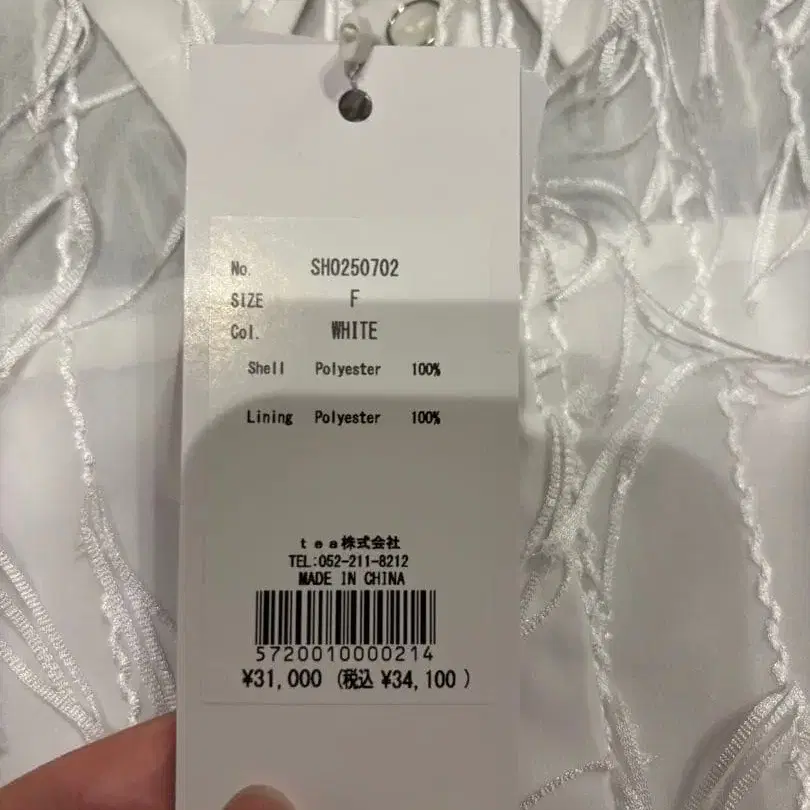 No. SH0250702
SIZE F
Col. WHITE
Shell Polyester 100%
Lining Polyester 100%
tea株式会社
TEL:052-211-8212
MADE IN CHINA
5720010000214
¥31,000 (税込 ¥34,100 )